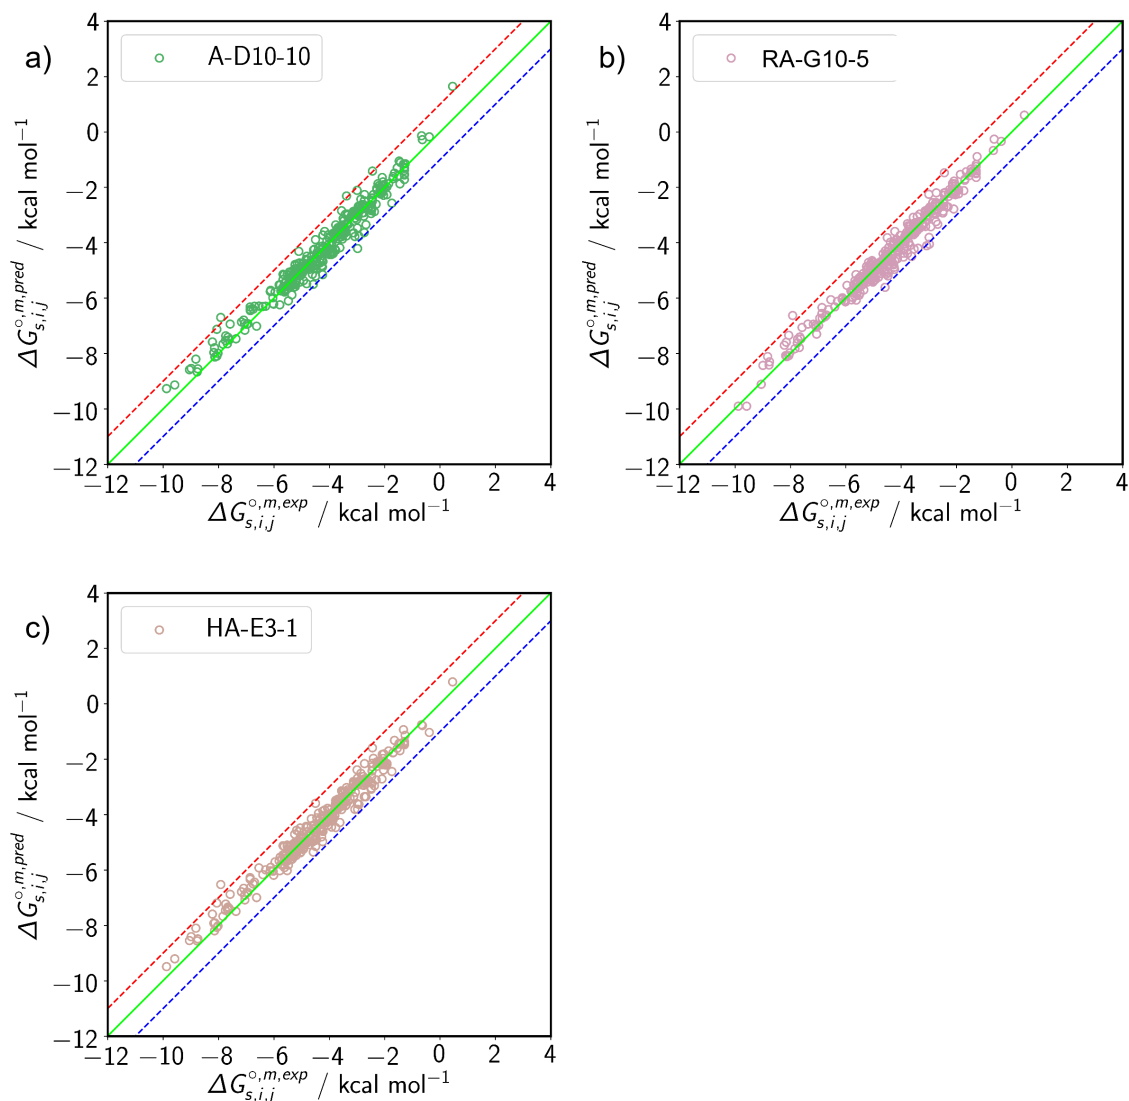 a)
A-D10-10
4
2
0
−2
−4
−6
−8
−10
−12
ΔG°,m,pred s,i,j / kcal mol−1
−12 −10 −8 −6 −4 −2 0 2 4
ΔG°,m,exp s,i,j / kcal mol−1
b)
RA-G10-5
4
2
0
−2
−4
−6
−8
−10
−12
ΔG°,m,pred s,i,j / kcal mol−1
−12 −10 −8 −6 −4 −2 0 2 4
ΔG°,m,exp s,i,j / kcal mol−1
c)
HA-E3-1
4
2
0
−2
−4
−6
−8
−10
−12
ΔG°,m,pred s,i,j / kcal mol−1
−12 −10 −8 −6 −4 −2 0 2 4
ΔG°,m,exp s,i,j / kcal mol−1